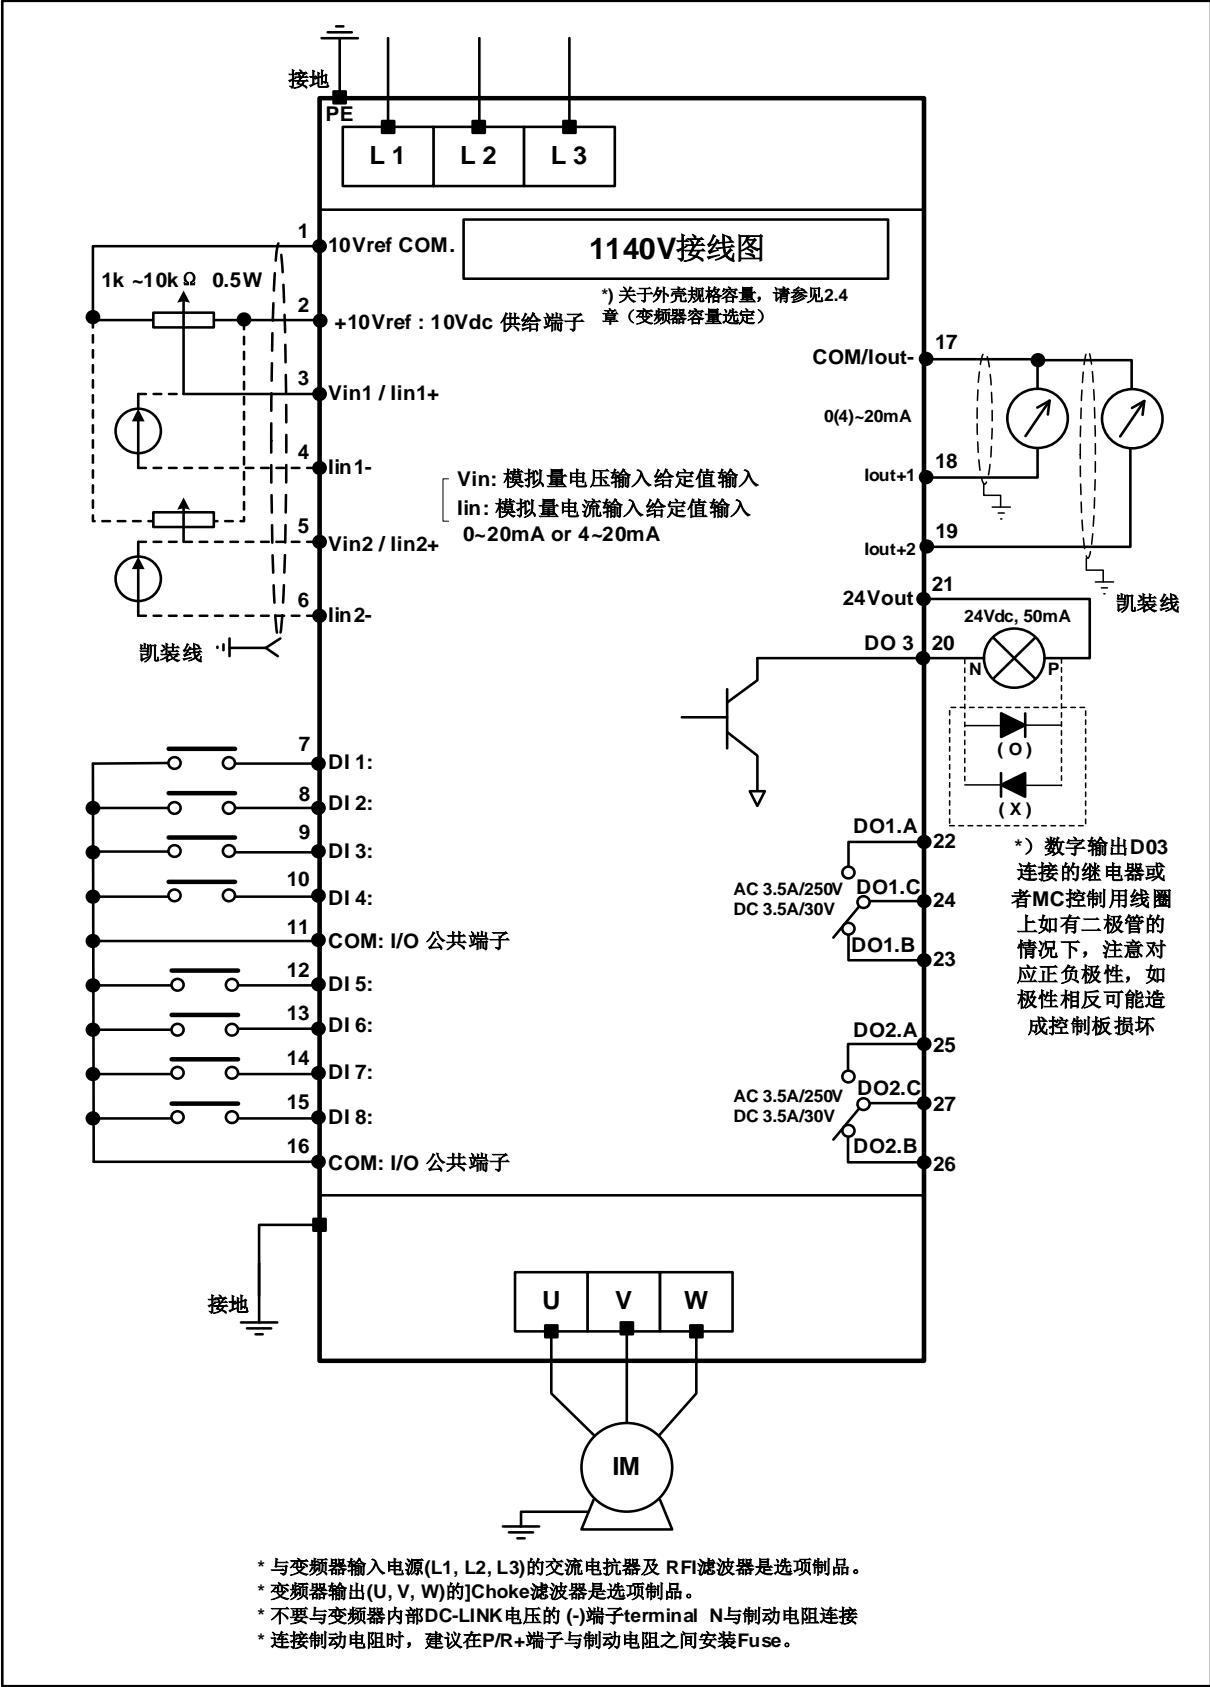 接地
PE
L 1
L 2
L 3
1
10Vref COM.
1140V接线图
1k ~10k Ω 0.5W
*) 关于外壳规格容量，请参见2.4
章（变频器容量选定）
2
+10Vref : 10Vdc 供给端子
3
Vin1 / Iin1+
4
Iin1-
Vin: 模拟量电压输入给定值输入
Iin: 模拟量电流输入给定值输入
0~20mA or 4~20mA
5
Vin2 / Iin2+
6
Iin2-
凯装线
17
COM/Iout-
0(4)~20mA
18
Iout+1
19
Iout+2
凯装线
21
24Vout
24Vdc, 50mA
DO 3
20
N
P
( O )
( X )
7
DI 1:
8
DI 2:
9
DI 3:
10
DI 4:
11
COM: I/O 公共端子
12
DI 5:
13
DI 6:
14
DI 7:
15
DI 8:
16
COM: I/O 公共端子
DO1.A
22
AC 3.5A/250V
DC 3.5A/30V
DO1.C
24
DO1.B
23
*）数字输出D03
连接的继电器或
者MC控制用线圈
上如有二极管的
情况下，注意对
应正负极性，如
极性相反可能造
成控制板损坏
DO2.A
25
AC 3.5A/250V
DC 3.5A/30V
DO2.C
27
DO2.B
26
接地
U
V
W
IM
* 与变频器输入电源(L1, L2, L3)的交流电抗器及 RFI滤波器是选项制品。
* 变频器输出(U, V, W)的]Choke滤波器是选项制品。
* 不要与变频器内部DC-LINK电压的 (-)端子terminal N与制动电阻连接
* 连接制动电阻时，建议在P/R+端子与制动电阻之间安装Fuse。